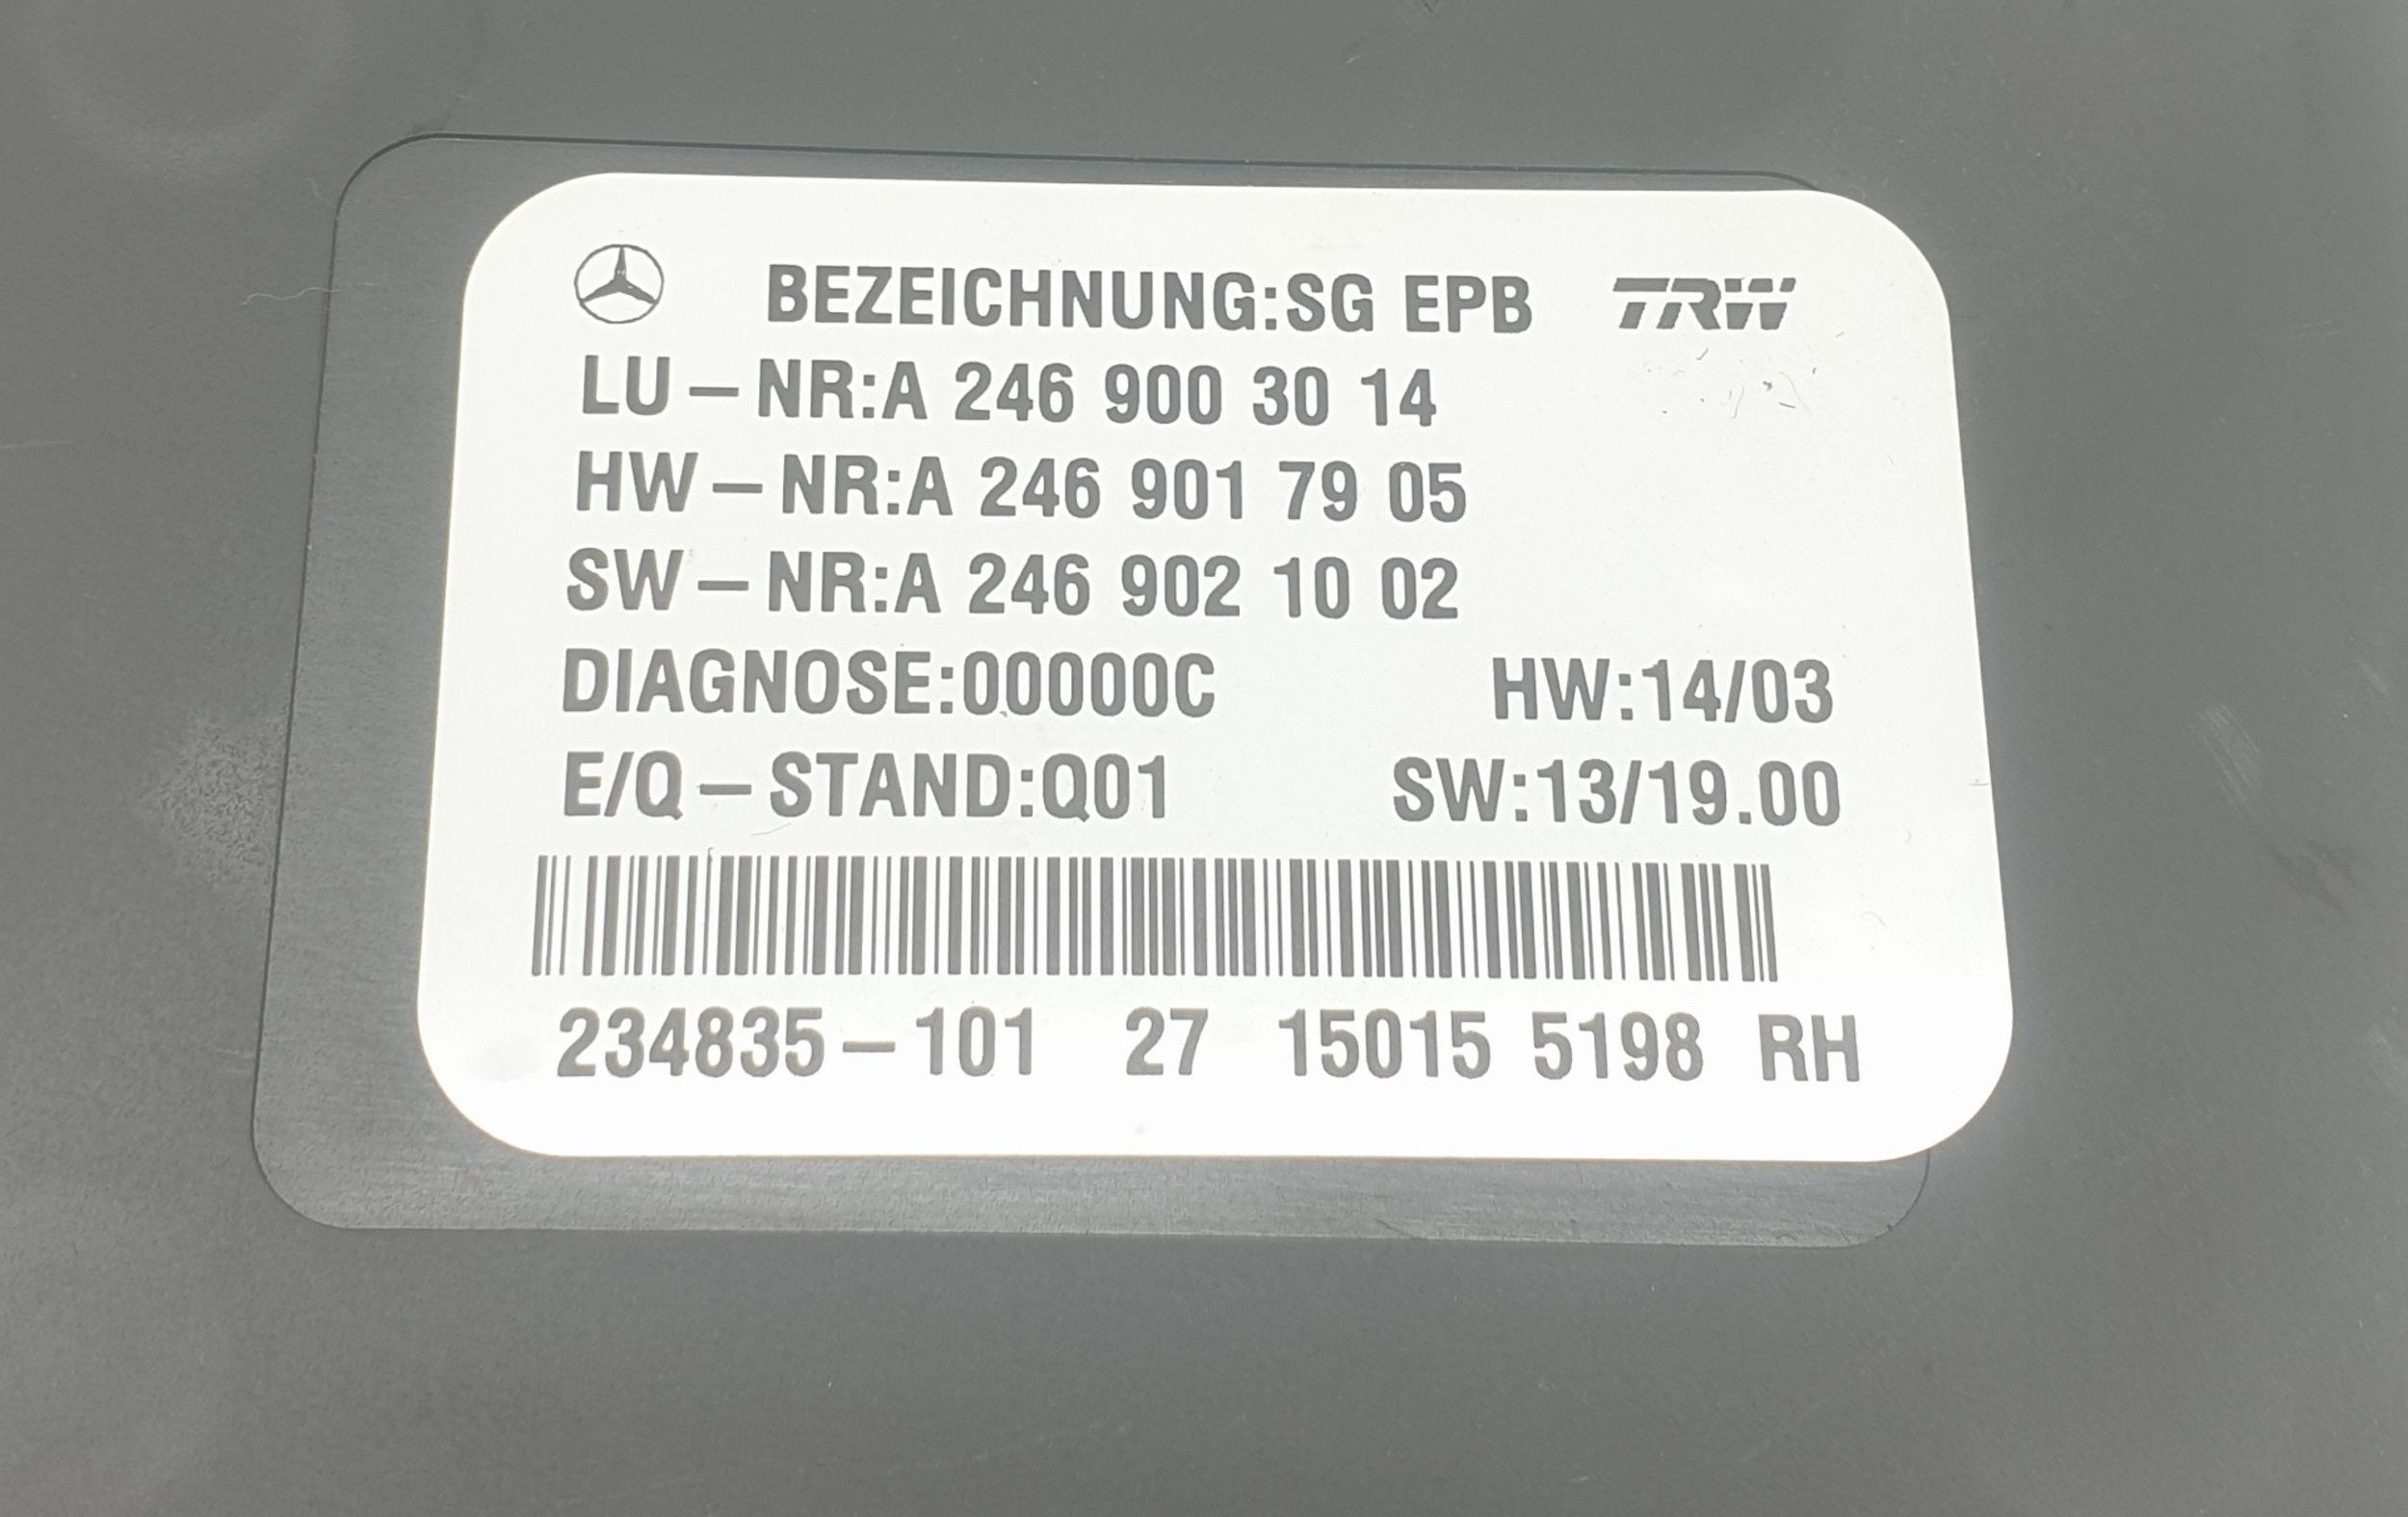 BEZEICHNUNG:SG EPB TRW
LU-NR:A 246 900 30 14
HW-NR:A 246 901 79 05
SW-NR:A 246 902 10 02
DIAGNOSE:00000C HW:14/03
E/Q-STAND:Q01 SW:13/19.00
234835-101 27 15015 5198 RH